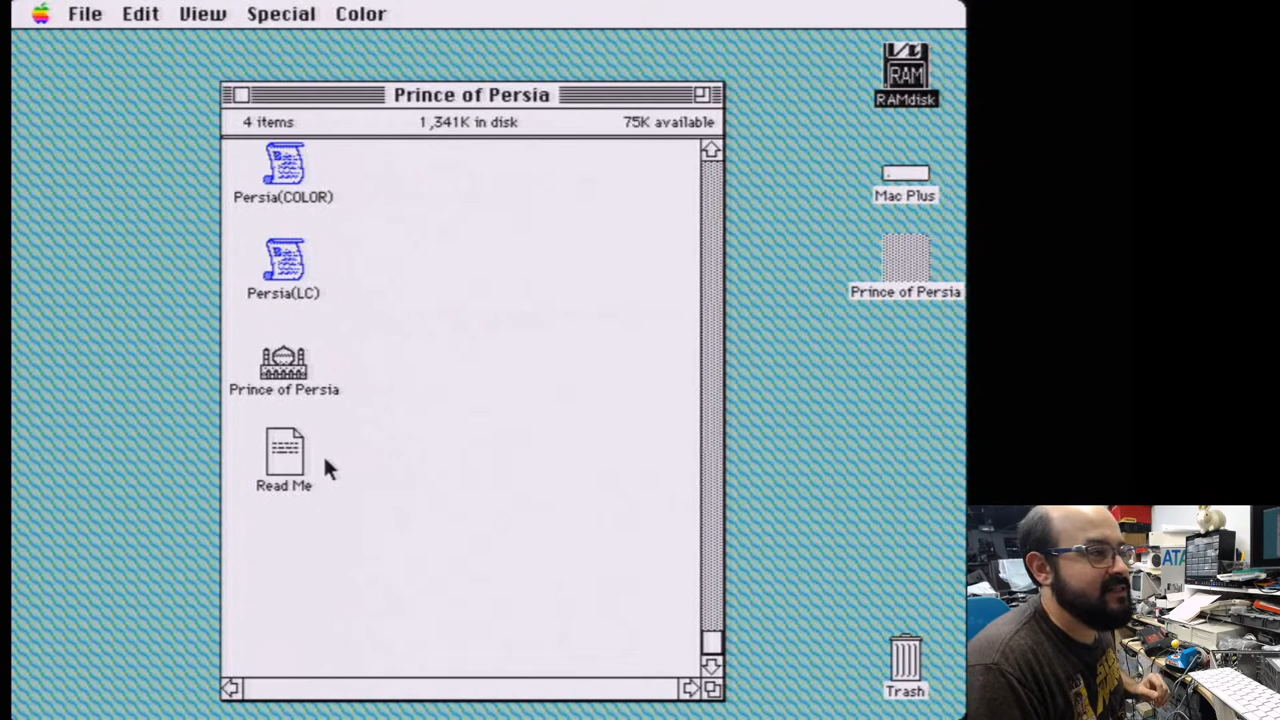 File Edit View Special Color
Prince of Persia
4 items 1,341K in disk 75K available
Persia(COLOR)
Persia(LC)
Prince of Persia
Read Me
RAM
RAMdisk
Mac Plus
Prince of Persia
Trash
ATA